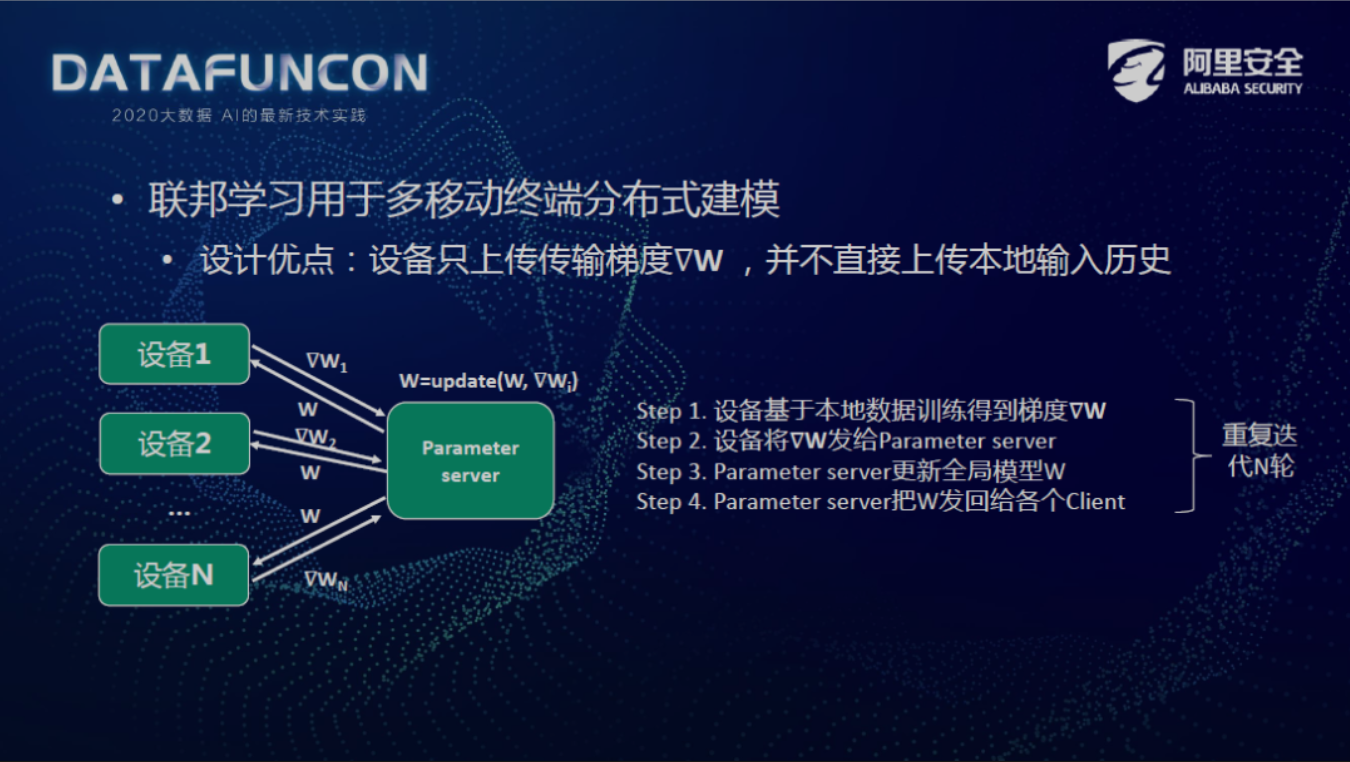 DATAFUNCON
2020大数据 AI的最新技术实践
阿里安全
ALIBABA SECURITY
• 联邦学习用于多移动终端分布式建模
• 设计优点：设备只上传传输梯度∇W ，并不直接上传本地输入历史
设备1
∇W1
W
设备2
∇W2
W
...
W
设备N
∇WN
W=update(W, ∇Wi)
Parameter
server
Step 1. 设备基于本地数据训练得到梯度∇W
Step 2. 设备将∇W发给Parameter server
Step 3. Parameter server更新全局模型W
Step 4. Parameter server把W发回给各个Client
重复迭
代N轮